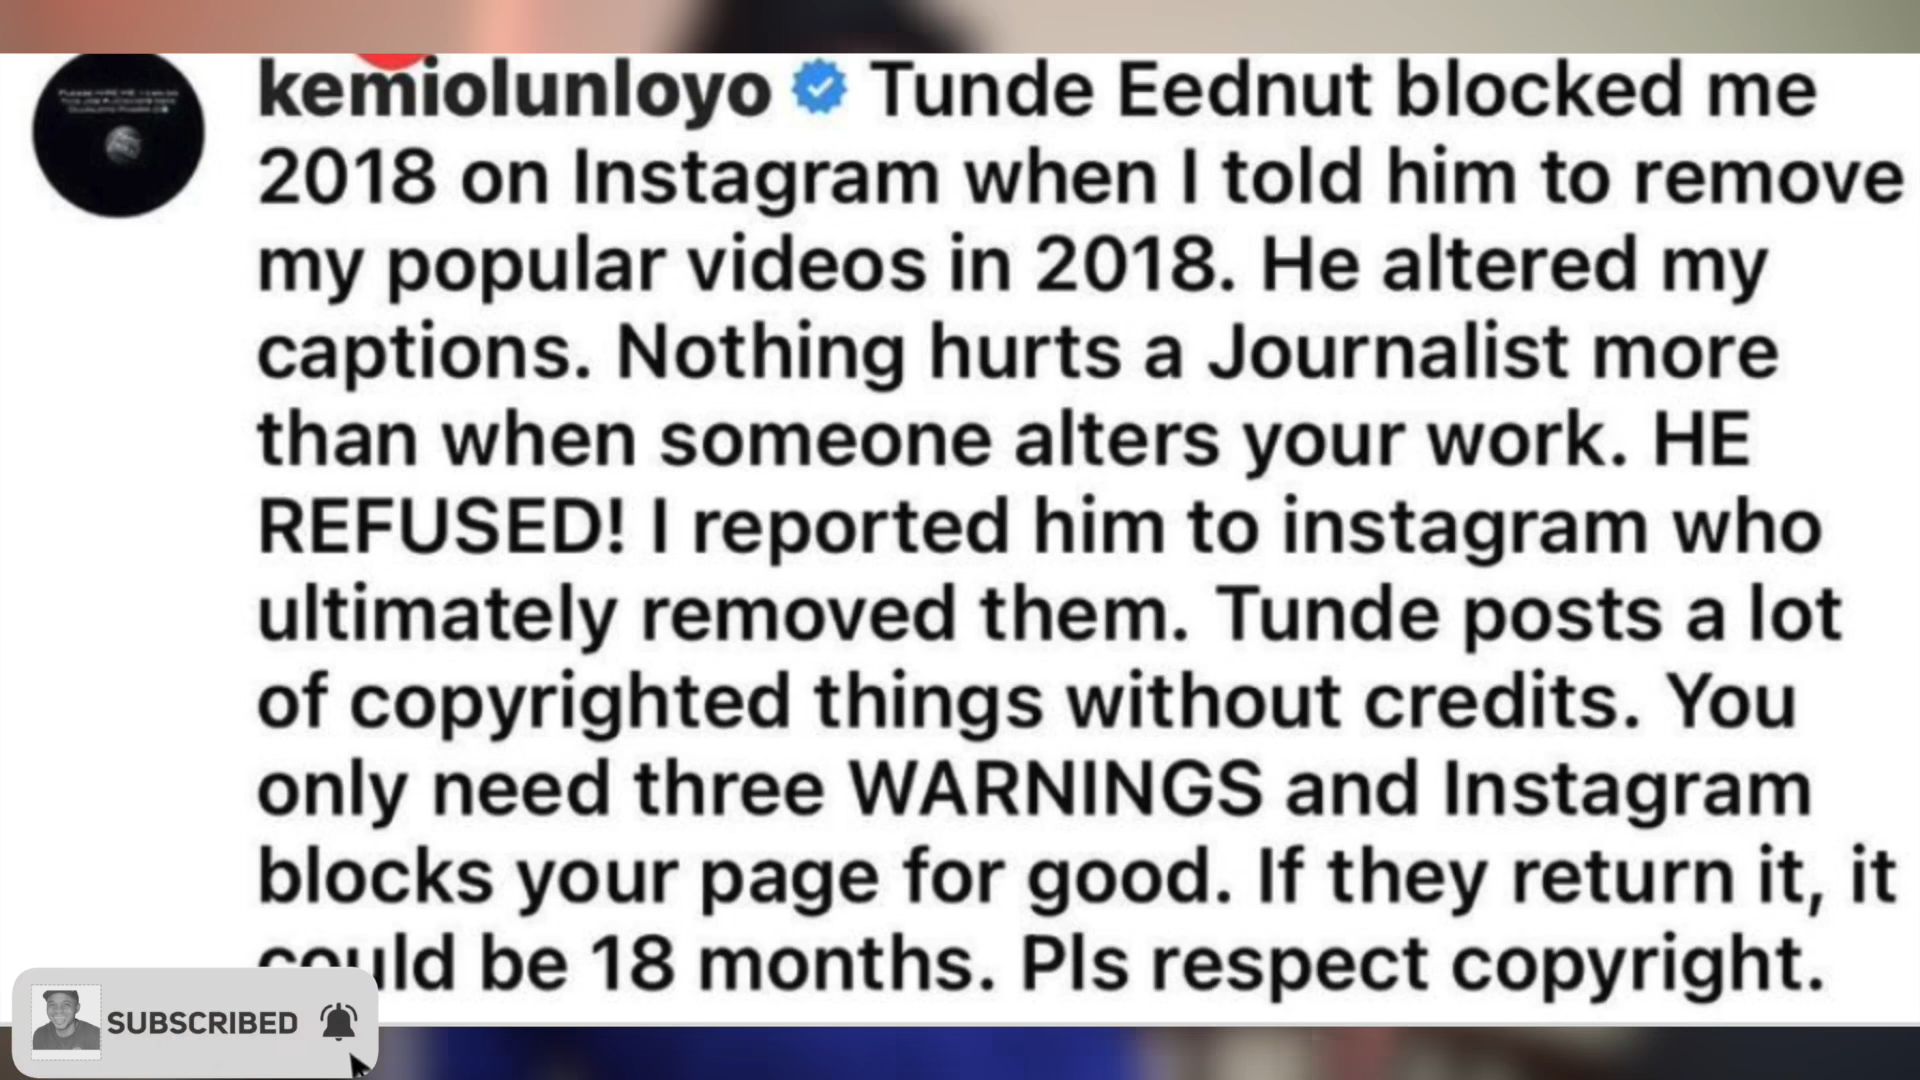 kemiolunloyo Tunde Eednut blocked me
2018 on Instagram when I told him to remove
my popular videos in 2018. He altered my
captions. Nothing hurts a Journalist more
than when someone alters your work. HE
REFUSED! I reported him to instagram who
ultimately removed them. Tunde posts a lot
of copyrighted things without credits. You
only need three WARNINGS and Instagram
blocks your page for good. If they return it, it
could be 18 months. Pls respect copyright.
SUBSCRIBED